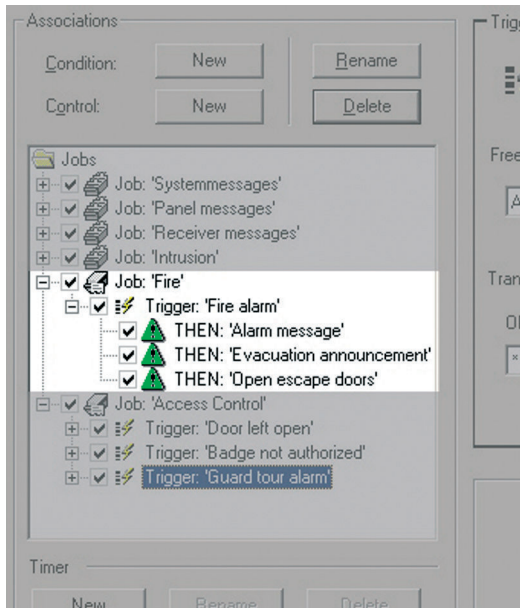 Associations
Trigg
Condition:
New
Rename
Control:
New
Delete
Free
A
Tran
Jobs
Job: 'Systemmessages'
Job: 'Panel messages'
Job: 'Receiver messages'
Job: 'Intrusion'
Job: 'Fire'
Trigger: 'Fire alarm'
THEN: 'Alarm message'
THEN: 'Evacuation announcement'
THEN: 'Open escape doors'
Job: 'Access Control'
Trigger: 'Door left open'
Trigger: 'Badge not authorized'
Trigger: 'Guard tour alarm'
Timer
New
Rename
Delete